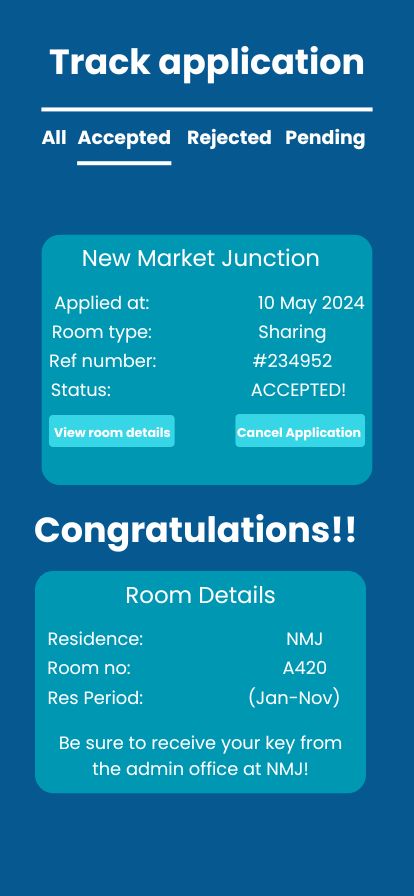 Track application
All Accepted Rejected Pending
New Market Junction
Applied at: 10 May 2024
Room type: Sharing
Ref number: #234952
Status: ACCEPTED!
View room details Cancel Application
Congratulations!!
Room Details
Residence: NMJ
Room no: A420
Res Period: (Jan-Nov)
Be sure to receive your key from
the admin office at NMJ!